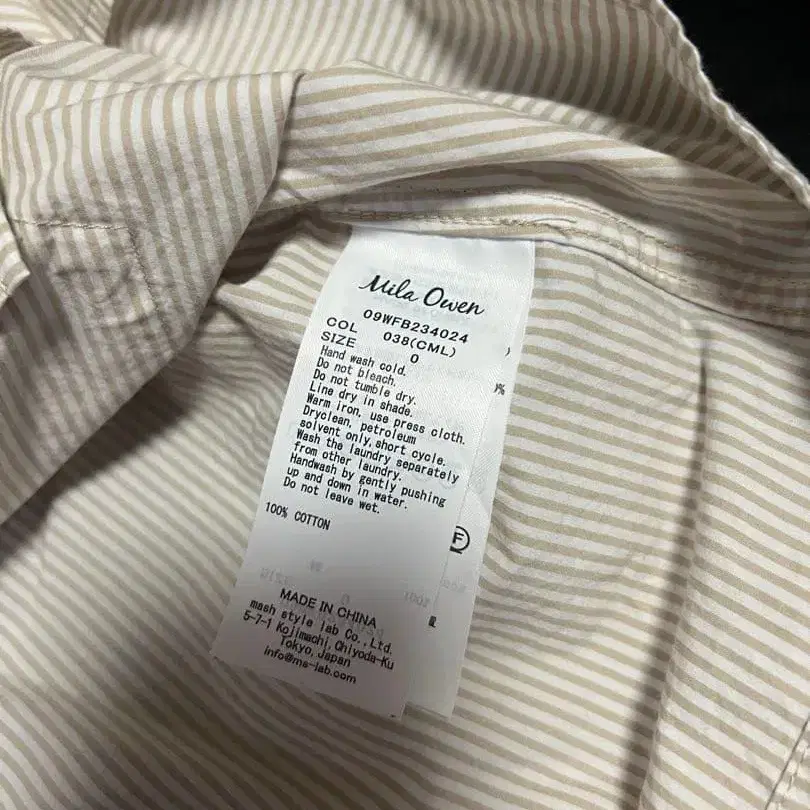 Mila Owen
09WFB234024
COL 038(CML)
SIZE 0
Hand wash cold.
Do not bleach.
Do not tumble dry.
Line dry in shade.
Warm iron, use press cloth.
Dryclean, petroleum
solvent only, short cycle.
Wash the laundry separately
from other laundry.
Handwash by gently pushing
up and down in water.
Do not leave wet.
100% COTTON
MADE IN CHINA
mash style lab Co., Ltd.
5-7-1 Kojimachi, Chiyoda-Ku
Tokyo, Japan
info@ms-lab.com
)
%
F